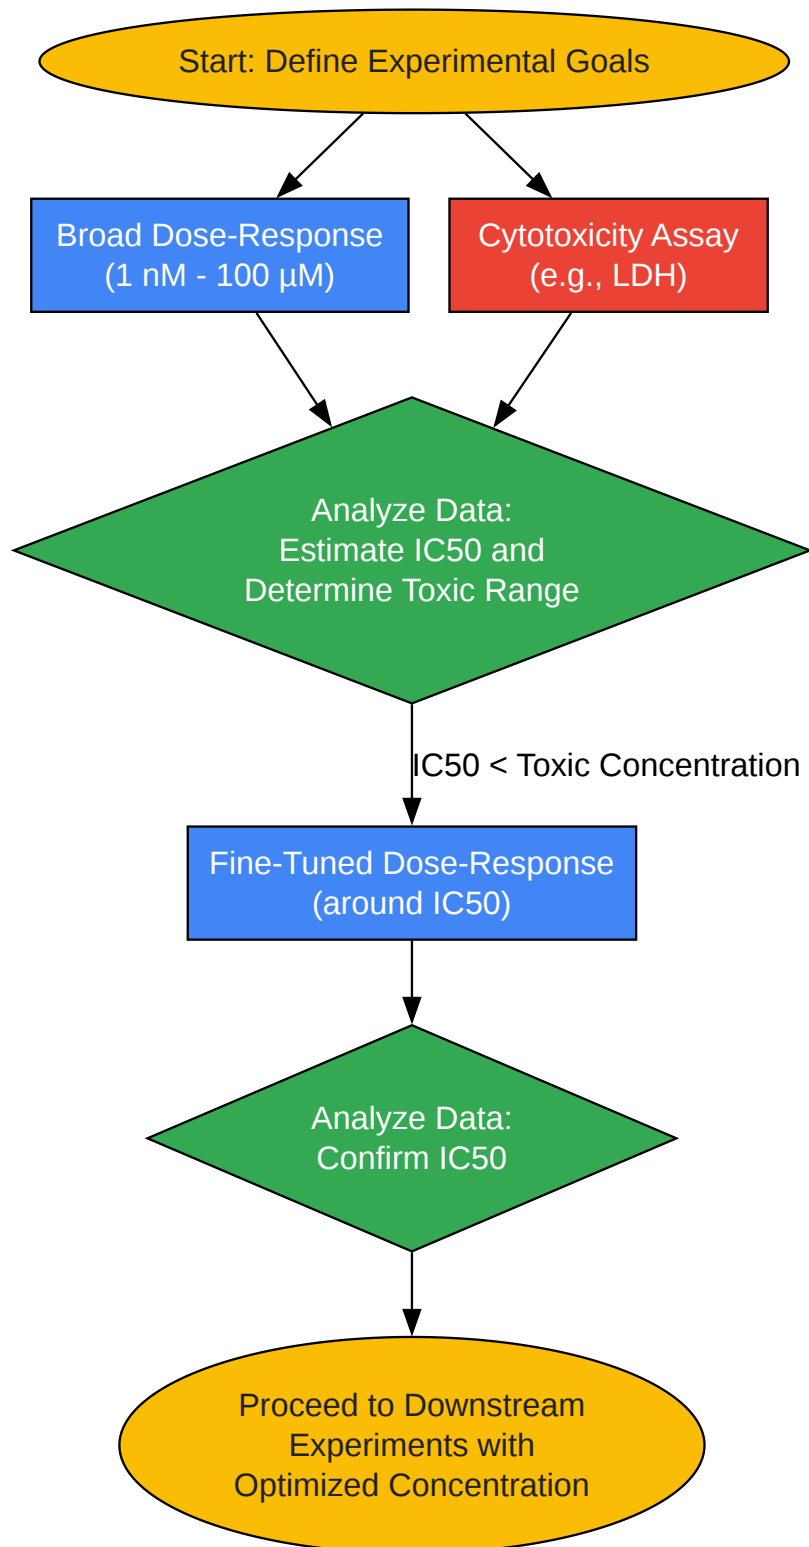 Start: Define Experimental Goals
Broad Dose-Response
(1 nM - 100 µM)
Cytotoxicity Assay
(e.g., LDH)
Analyze Data:
Estimate IC50 and
Determine Toxic Range
IC50 < Toxic Concentration
Fine-Tuned Dose-Response
(around IC50)
Analyze Data:
Confirm IC50
Proceed to Downstream
Experiments with
Optimized Concentration